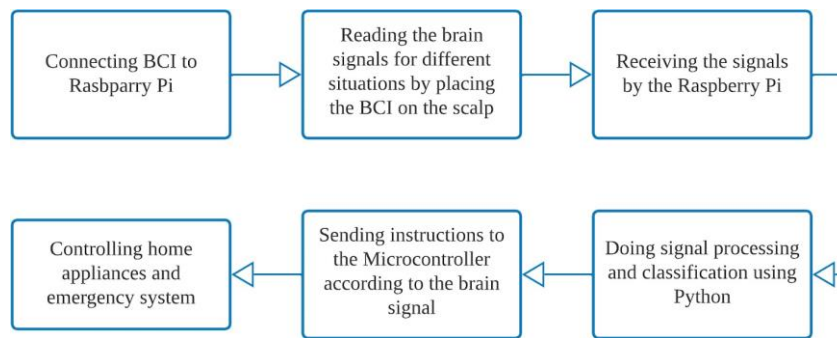 Connecting BCI to
Rasbparry Pi
Reading the brain
signals for different
situations by placing
the BCI on the scalp
Receiving the signals
by the Raspberry Pi
Doing signal processing
and classification using
Python
Sending instructions to
the Microcontroller
according to the brain
signal
Controlling home
appliances and
emergency system